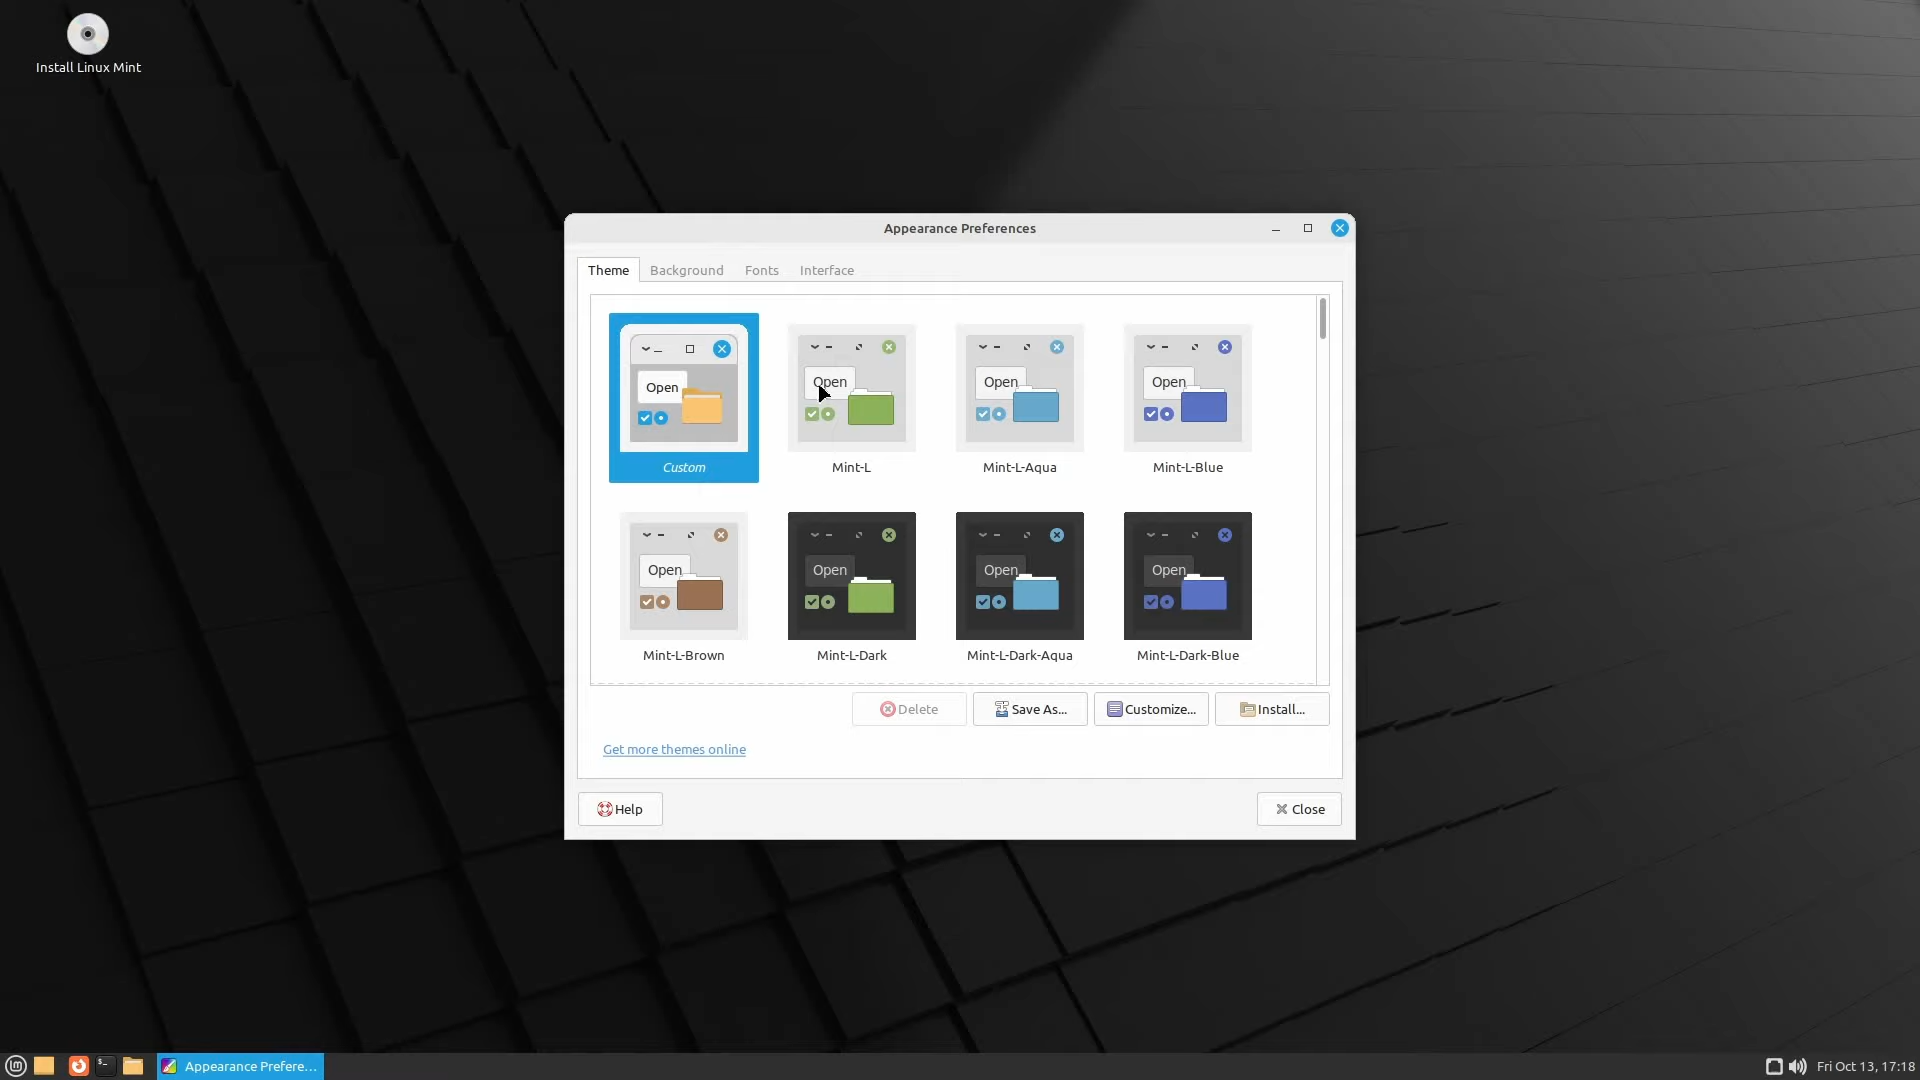 Install Linux Mint
Appearance Preferences
Theme
Background
Fonts
Interface
Open
Open
Open
Open
Custom
Mint-L
Mint-L-Aqua
Mint-L-Blue
Open
Open
Open
Open
Mint-L-Brown
Mint-L-Dark
Mint-L-Dark-Aqua
Mint-L-Dark-Blue
Delete
Save As...
Customize...
Install...
Get more themes online
Help
Close
Appearance Prefere...
Fri Oct 13, 17:18